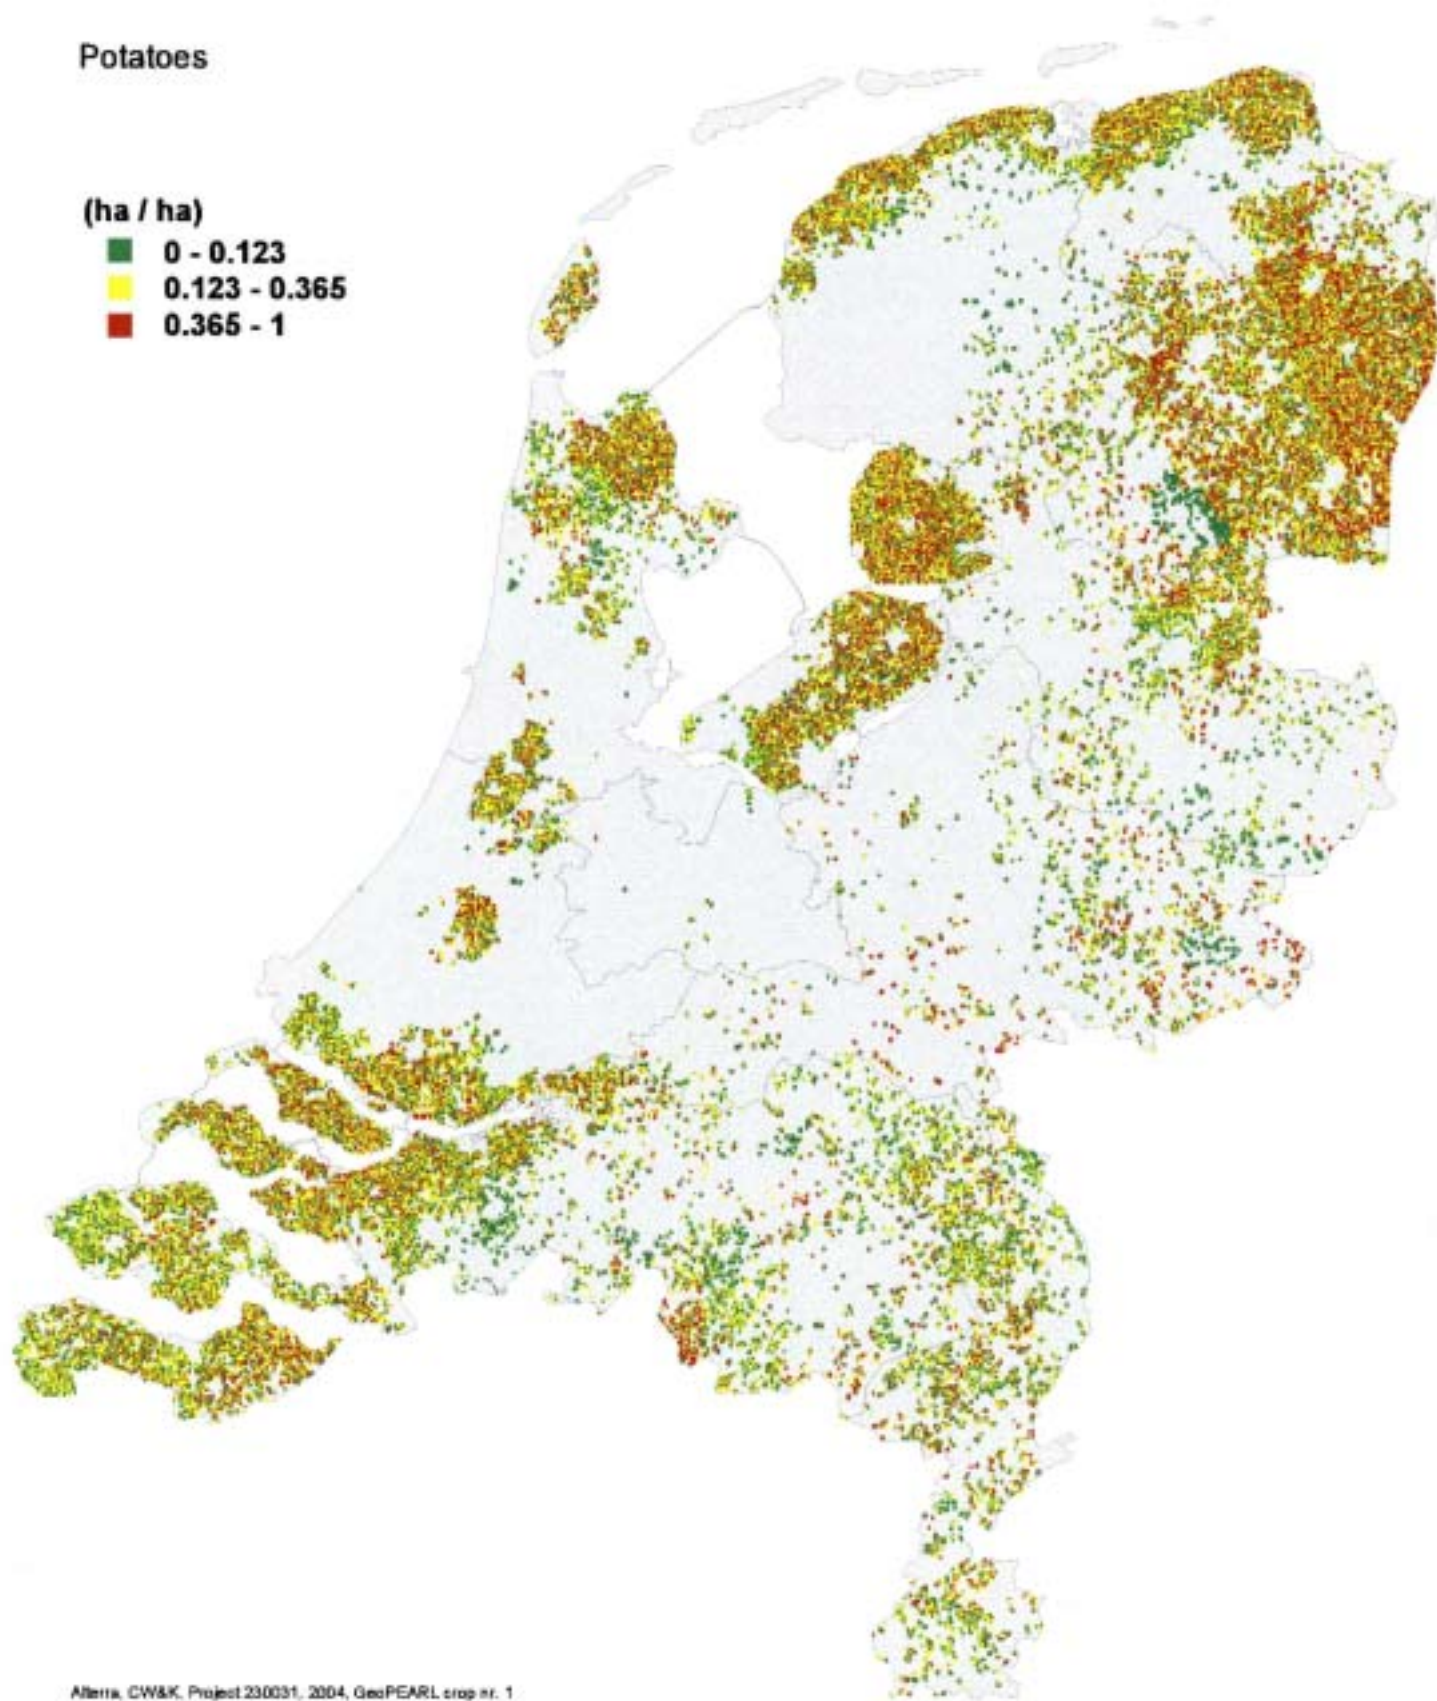 Potatoes
(ha / ha)
0 - 0.123
0.123 - 0.365
0.365 - 1
Alterra, CW&K, Project 230031, 2004, GeoPEARL crop nr. 1